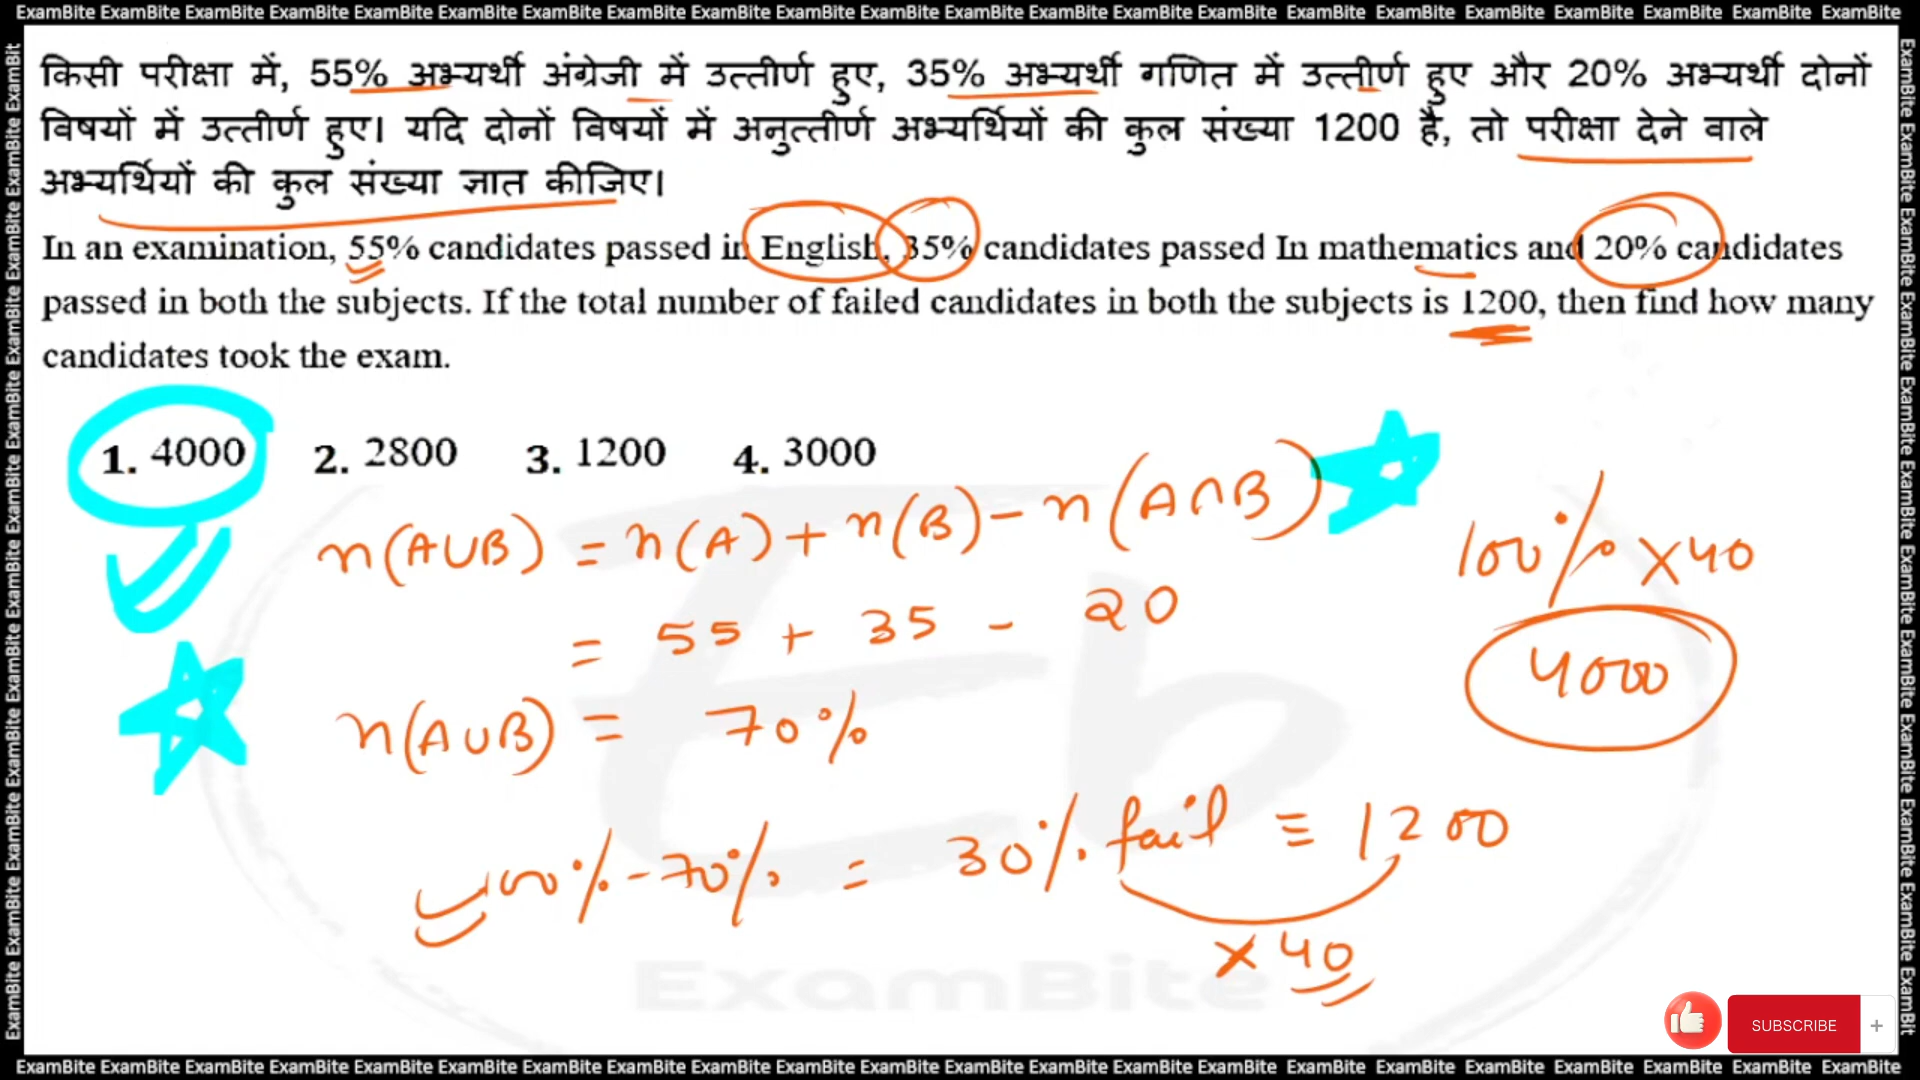 ExamBite ExamBite ExamBite ExamBite ExamBite ExamBite ExamBite ExamBite ExamBite ExamBite ExamBite ExamBite ExamBite ExamBite ExamBite ExamBite ExamBite ExamBite ExamBite ExamBite ExamBite ExamBite
किसी परीक्षा में, 55% अभ्यर्थी अंग्रेजी में उत्तीर्ण हुए, 35% अभ्यर्थी गणित में उत्तीर्ण हुए और 20% अभ्यर्थी दोनों
विषयों में उत्तीर्ण हुए। यदि दोनों विषयों में अनुत्तीर्ण अभ्यर्थियों की कुल संख्या 1200 है, तो परीक्षा देने वाले
अभ्यर्थियों की कुल संख्या ज्ञात कीजिए।
In an examination, 55% candidates passed in English, 35% candidates passed In mathematics and 20% candidates
passed in both the subjects. If the total number of failed candidates in both the subjects is 1200, then find how many
candidates took the exam.
1. 4000 2. 2800 3. 1200 4. 3000
n(A∪B) = n(A) + n(B) - n(A∩B)
= 55 + 35 - 20
n(A∪B) = 70%
100% - 70% = 30% fail ≡ 1200
×40
100% ×40
4000
Eb
ExamBite
SUBSCRIBE +
ExamBite ExamBite ExamBite ExamBite ExamBite ExamBite ExamBite ExamBite ExamBite ExamBite ExamBite ExamBite ExamBite ExamBite ExamBite ExamBite ExamBite ExamBite ExamBite ExamBite ExamBite ExamBite